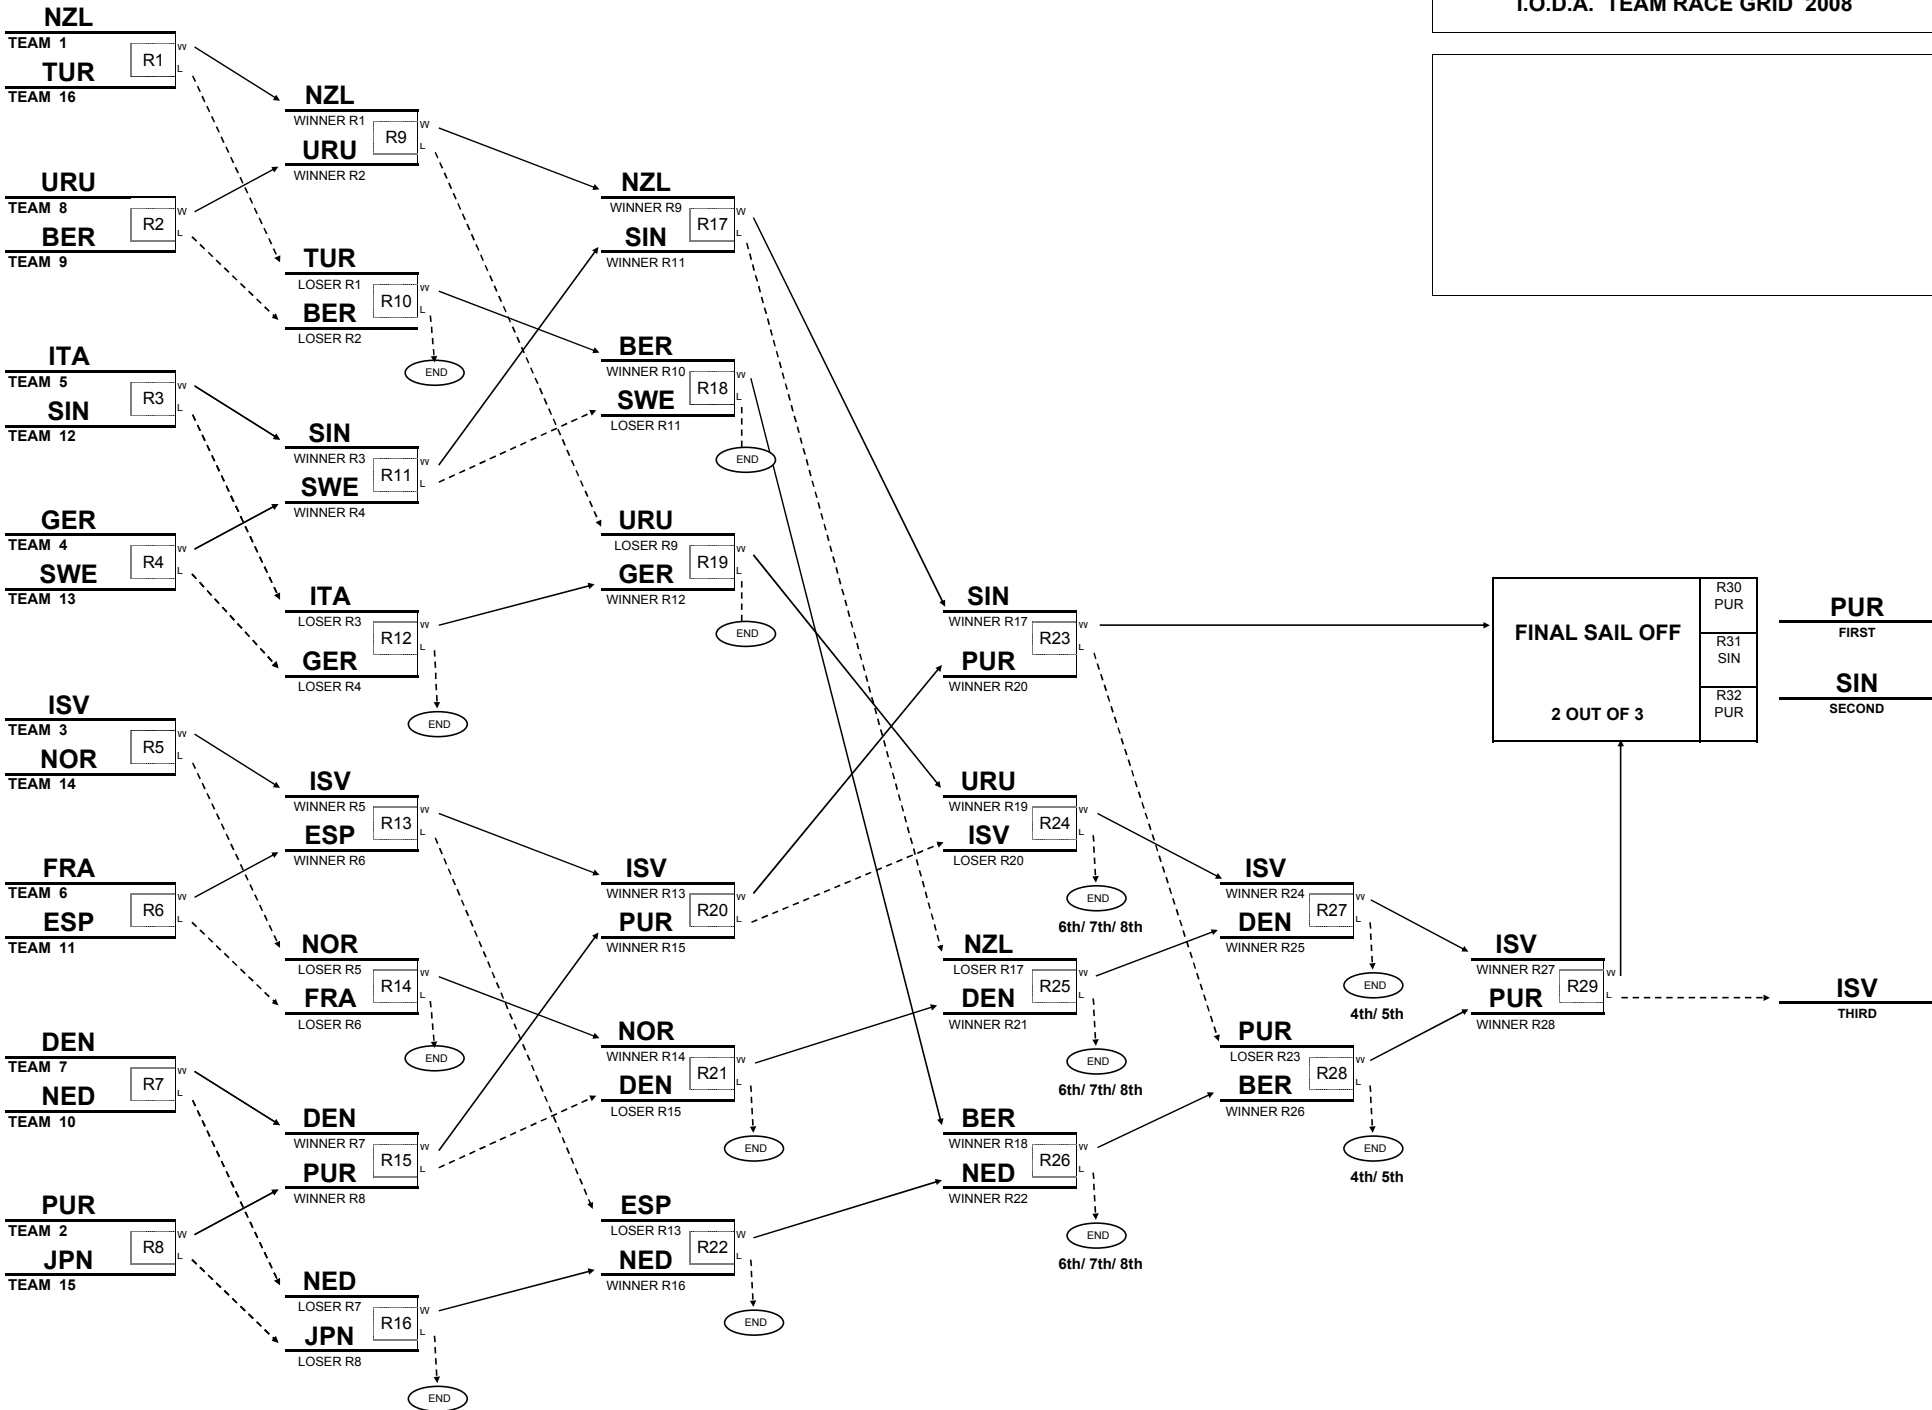 I.O.D.A. TEAM RACE GRID 2008
NZL
TEAM 1
R1
W
L
TUR
TEAM 16
URU
TEAM 8
R2
W
L
BER
TEAM 9
ITA
TEAM 5
R3
W
L
SIN
TEAM 12
GER
TEAM 4
R4
W
L
SWE
TEAM 13
ISV
TEAM 3
R5
W
L
NOR
TEAM 14
FRA
TEAM 6
R6
W
L
ESP
TEAM 11
DEN
TEAM 7
R7
W
L
NED
TEAM 10
PUR
TEAM 2
R8
W
L
JPN
TEAM 15
NZL
WINNER R1
R9
W
L
URU
WINNER R2
TUR
LOSER R1
R10
W
L
BER
LOSER R2
END
SIN
WINNER R3
R11
W
L
SWE
WINNER R4
ITA
LOSER R3
R12
W
L
GER
LOSER R4
END
ISV
WINNER R5
R13
W
L
ESP
WINNER R6
NOR
LOSER R5
R14
W
L
FRA
LOSER R6
END
DEN
WINNER R7
R15
W
L
PUR
WINNER R8
NED
LOSER R7
R16
W
L
JPN
LOSER R8
END
NZL
WINNER R9
R17
W
L
SIN
WINNER R11
BER
WINNER R10
R18
W
L
SWE
LOSER R11
END
URU
LOSER R9
R19
W
L
GER
WINNER R12
END
ISV
WINNER R13
R20
W
L
PUR
WINNER R15
NOR
WINNER R14
R21
W
L
DEN
LOSER R15
END
ESP
LOSER R13
R22
W
L
NED
WINNER R16
END
SIN
WINNER R17
R23
W
L
PUR
WINNER R20
URU
WINNER R19
R24
W
L
ISV
LOSER R20
END
6th/ 7th/ 8th
NZL
LOSER R17
R25
W
L
DEN
WINNER R21
END
6th/ 7th/ 8th
BER
WINNER R18
R26
W
L
NED
WINNER R22
END
6th/ 7th/ 8th
ISV
WINNER R24
R27
W
L
DEN
WINNER R25
END
4th/ 5th
PUR
LOSER R23
R28
W
L
BER
WINNER R26
END
4th/ 5th
ISV
WINNER R27
R29
W
L
PUR
WINNER R28
FINAL SAIL OFF
2 OUT OF 3
R30
PUR
R31
SIN
R32
PUR
PUR
FIRST
SIN
SECOND
ISV
THIRD